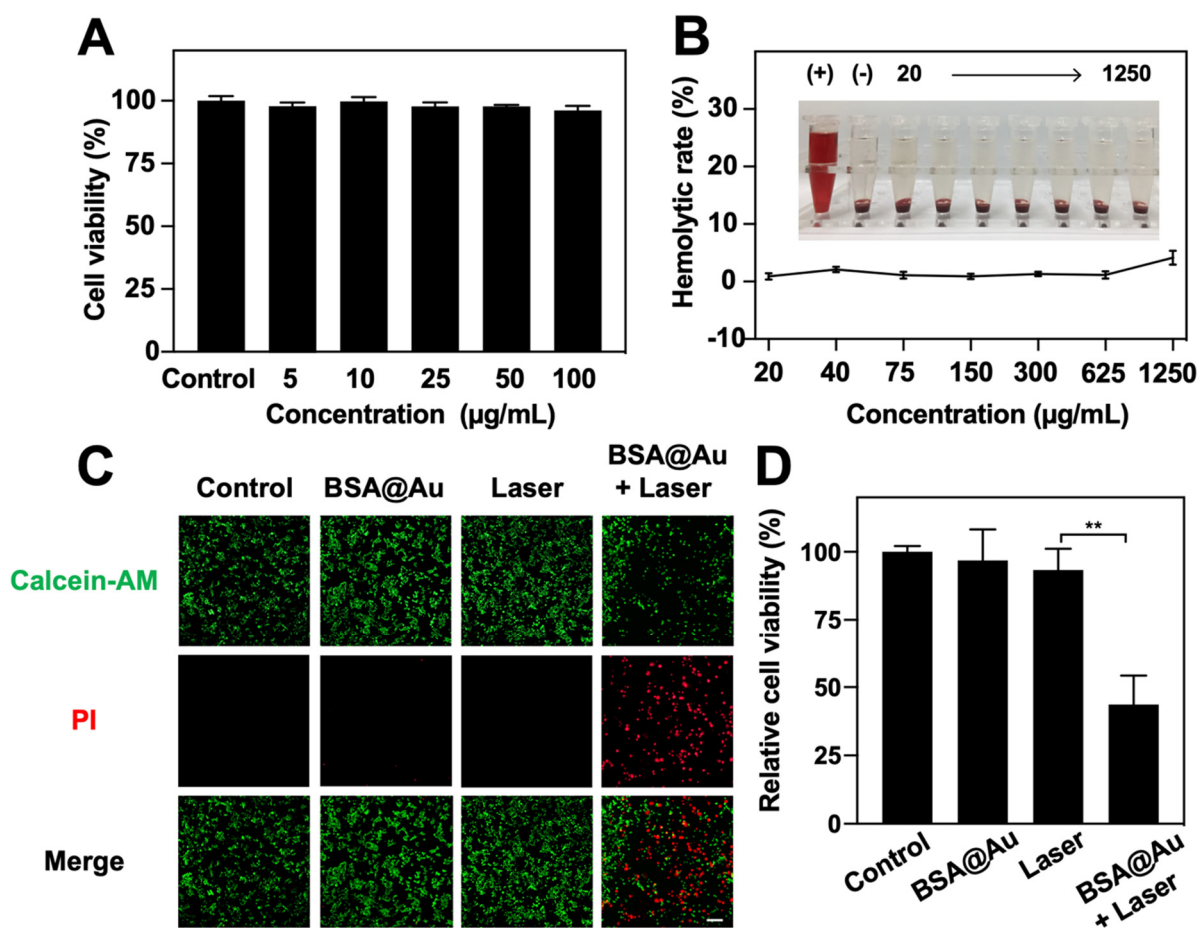 A
Cell viability (%)
100
75
50
25
0
Control 5 10 25 50 100
Concentration (µg/mL)
B
Hemolytic rate (%)
(+) (-) 20 1250
30
20
10
0
-10
20 40 75 150 300 625 1250
Concentration (µg/mL)
C
Control BSA@Au Laser BSA@Au
+ Laser
Calcein-AM
PI
Merge
D
Relative cell viability (%)
**
100
75
50
25
0
Control
BSA@Au
Laser
BSA@Au
+ Laser